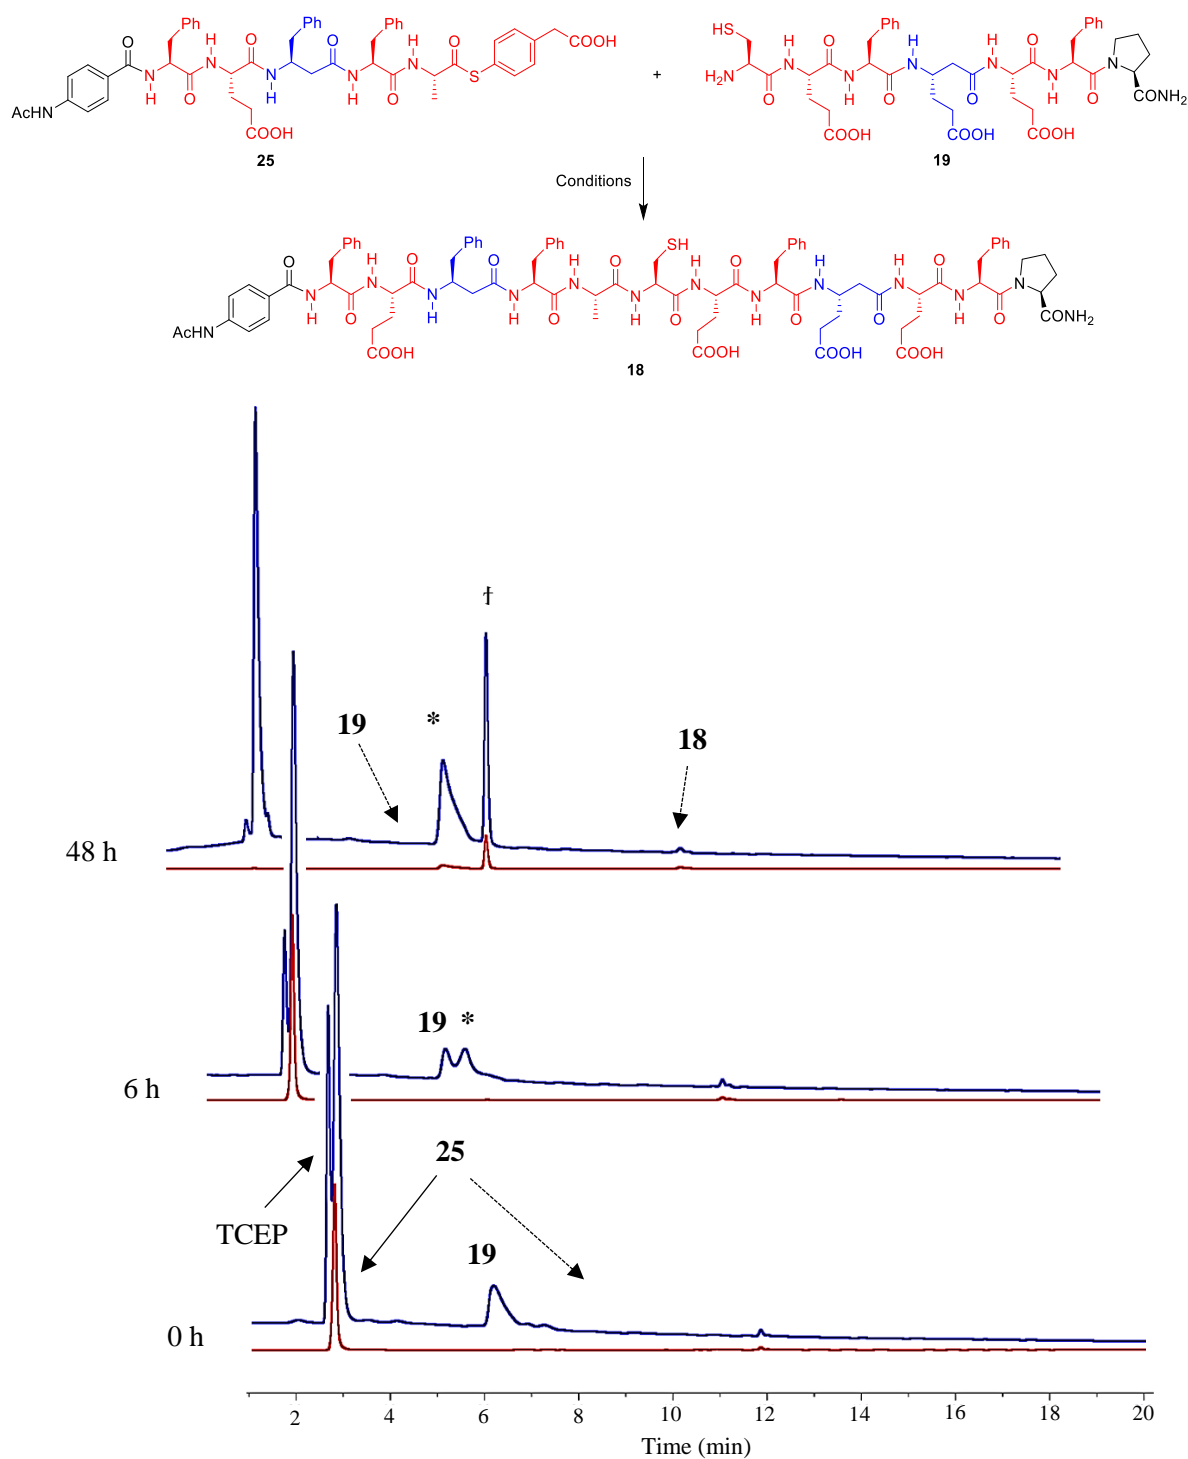 Ph Ph Ph HS Ph Ph
O H O H O H O COOH
N N N N S
H O H H O
AcHN COOH
25
+
H2N O H N H O H N O H N O N H O N
COOH COOH COOH CONH2
19
Conditions
Ph Ph Ph SH Ph Ph
O H O O H O H O H O H O H O
N N N N N N N N N N N N N
H O H H O H O H O H O O H O
AcHN COOH COOH COOH COOH CONH2
18
†
19 * 18
48 h
19 *
6 h
25
TCEP
19
0 h
2 4 6 8 10 12 14 16 18 20
Time (min)